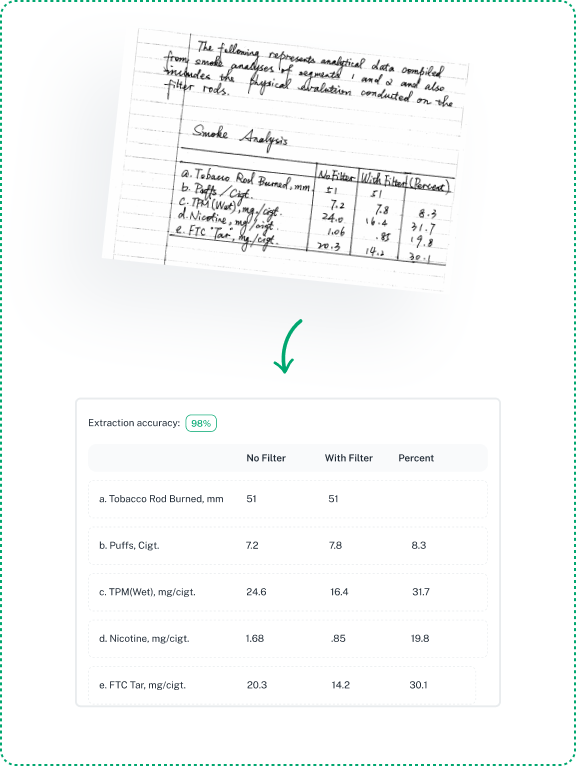 The following represents analytical data compiled
from smoke analyses of segments 1 and 2 and also
includes the physical evaluation conducted on the
filter rods.
Smoke Analysis
No Filter With Filter (Percent)
a. Tobacco Rod Burned, mm. 51 51
b. Puffs/Cigt. 7.2 7.8 8.3
c. TPM (Wet), mg./cigt. 24.0 16.4 31.7
d. Nicotine, mg/cigt. 1.06 .85 19.8
e. FTC "Tar", mg/cigt. 20.3 14.2 30.1
Extraction accuracy: 98%
No Filter With Filter Percent
a. Tobacco Rod Burned, mm 51 51
b. Puffs, Cigt. 7.2 7.8 8.3
c. TPM(Wet), mg/cigt. 24.6 16.4 31.7
d. Nicotine, mg/cigt. 1.68 .85 19.8
e. FTC Tar, mg/cigt. 20.3 14.2 30.1